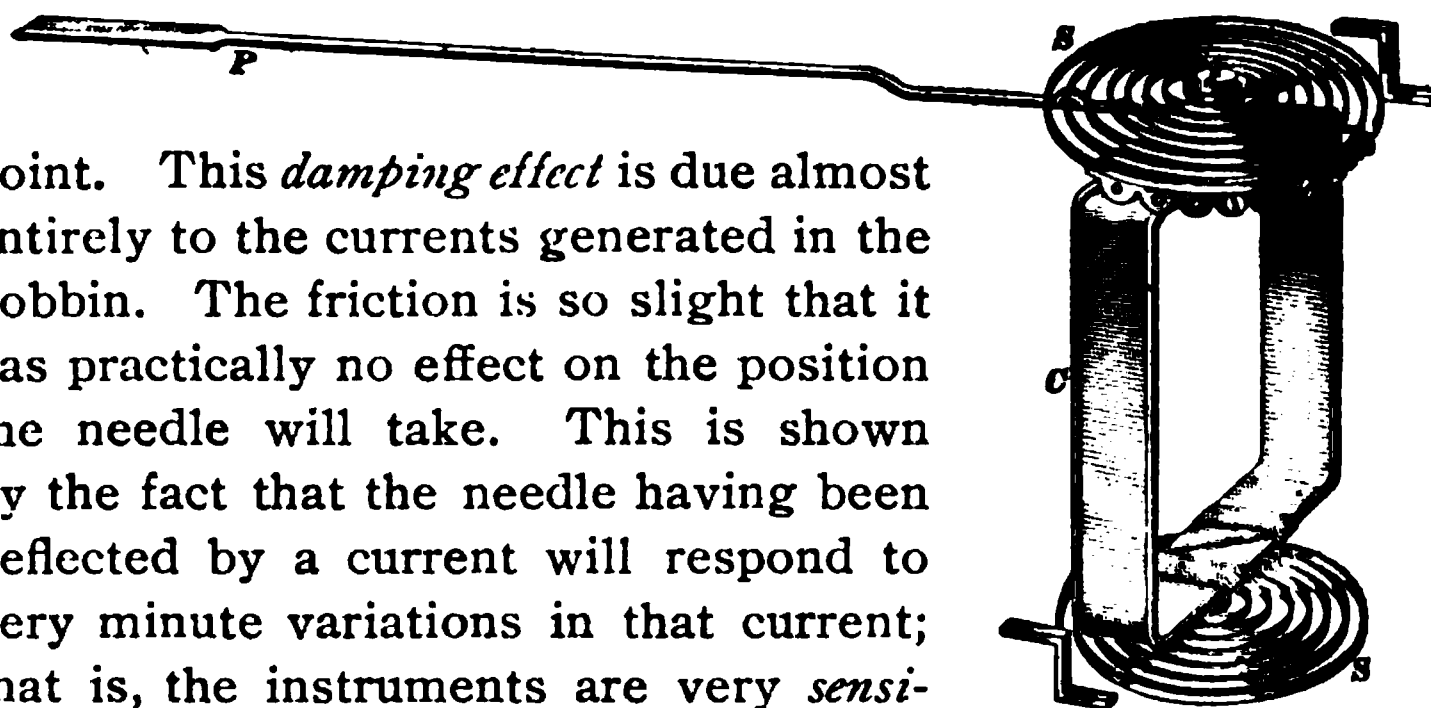 P
S
oint. This damping effect is due almost
ntirely to the currents generated in the
obbin. The friction is so slight that it
as practically no effect on the position
he needle will take. This is shown
y the fact that the needle having been
eflected by a current will respond to
ery minute variations in that current;
hat is, the instruments are very sensi-
C
S